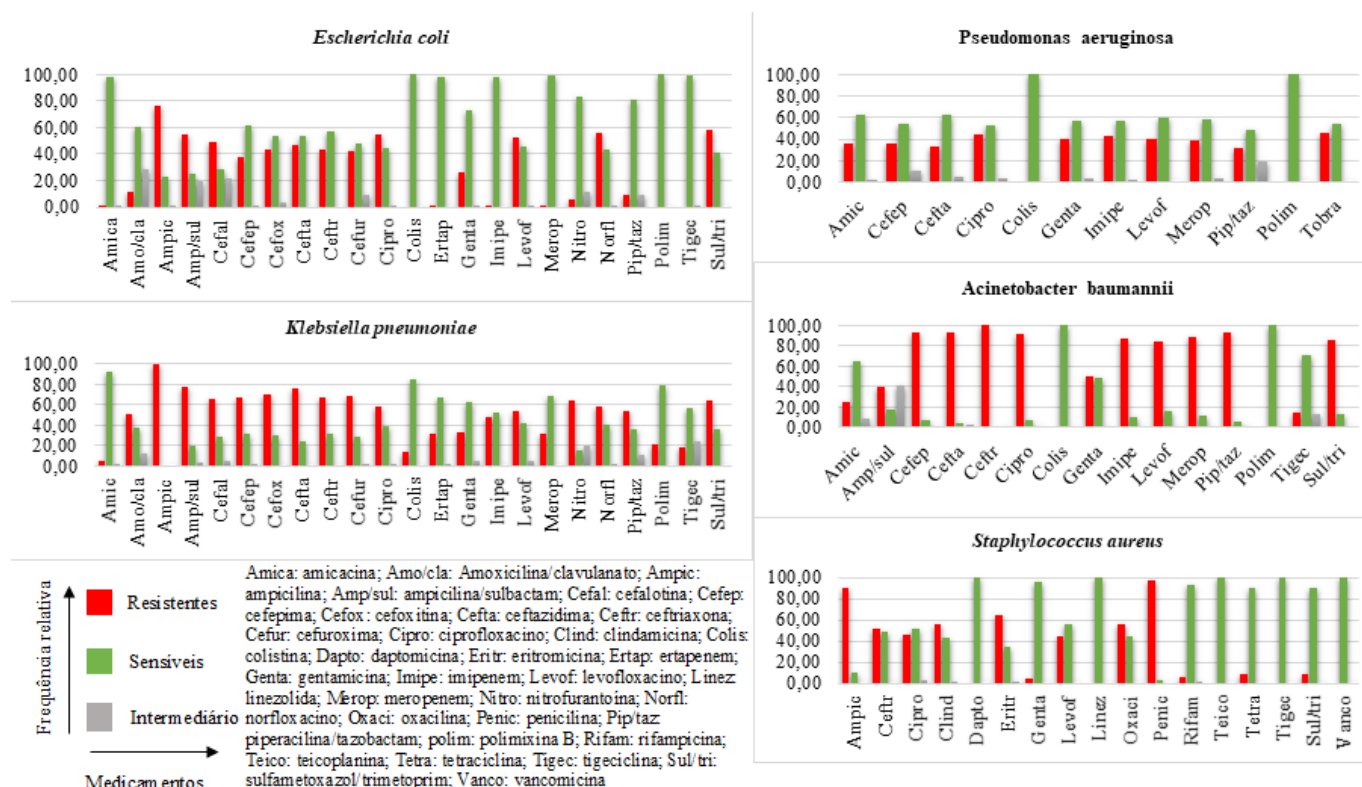 Escherichia coli
100,00
80,00
60,00
40,00
20,00
0,00
Amica
Amo/cla
Ampic
Amp/sul
Cefal
Cefep
Cefox
Cefta
Ceftr
Cefur
Cipro
Colis
Ertap
Genta
Imipe
Levof
Merop
Nitro
Norfl
Pip/taz
Polim
Tigec
Sul/tri
Klebsiella pneumoniae
100,00
80,00
60,00
40,00
20,00
0,00
Amic
Amo/cla
Ampic
Amp/sul
Cefal
Cefep
Cefox
Cefta
Ceftr
Cefur
Cipro
Colis
Ertap
Genta
Imipe
Levof
Merop
Nitro
Norfl
Pip/taz
Polim
Tigec
Sul/tri
Frequência relativa
Medicamentos
Resistentes
Sensíveis
Intermediário
Amica: amicacina; Amo/cla: Amoxicilina/clavulanato; Ampic:
ampicilina; Amp/sul: ampicilina/sulbactam; Cefal: cefalotina; Cefep:
cefepima; Cefox: cefoxitina; Cefta: ceftazidima; Ceftr: ceftriaxona;
Cefur: cefuroxima; Cipro: ciprofloxacino; Clind: clindamicina; Colis:
colistina; Dapto: daptomicina; Eritr: eritromicina; Ertap: ertapenem;
Genta: gentamicina; Imipe: imipenem; Levof: levofloxacino; Linez:
linezolida; Merop: meropenem; Nitro: nitrofurantoina; Norfl:
norfloxacino; Oxaci: oxacilina; Penic: penicilina; Pip/taz:
piperacilina/tazobactam; polim: polimixina B; Rifam: rifampicina;
Teico: teicoplanina; Tetra: tetraciclina; Tigec: tigeciclina; Sul/tri:
sulfametoxazol/trimetoprim; Vanco: vancomicina
Pseudomonas aeruginosa
100,00
80,00
60,00
40,00
20,00
0,00
Amic
Cefep
Cefta
Cipro
Colis
Genta
Imipe
Levof
Merop
Pip/taz
Polim
Tobra
Acinetobacter baumannii
100,00
80,00
60,00
40,00
20,00
0,00
Amic
Amp/sul
Cefep
Cefta
Ceftr
Cipro
Colis
Genta
Imipe
Levof
Merop
Pip/taz
Polim
Tigec
Sul/tri
Staphylococcus aureus
100,00
80,00
60,00
40,00
20,00
0,00
Ampic
Ceftr
Cipro
Clind
Dapto
Eritr
Genta
Levof
Linez
Oxaci
Penic
Rifam
Teico
Tetra
Tigec
Sul/tri
Vanco